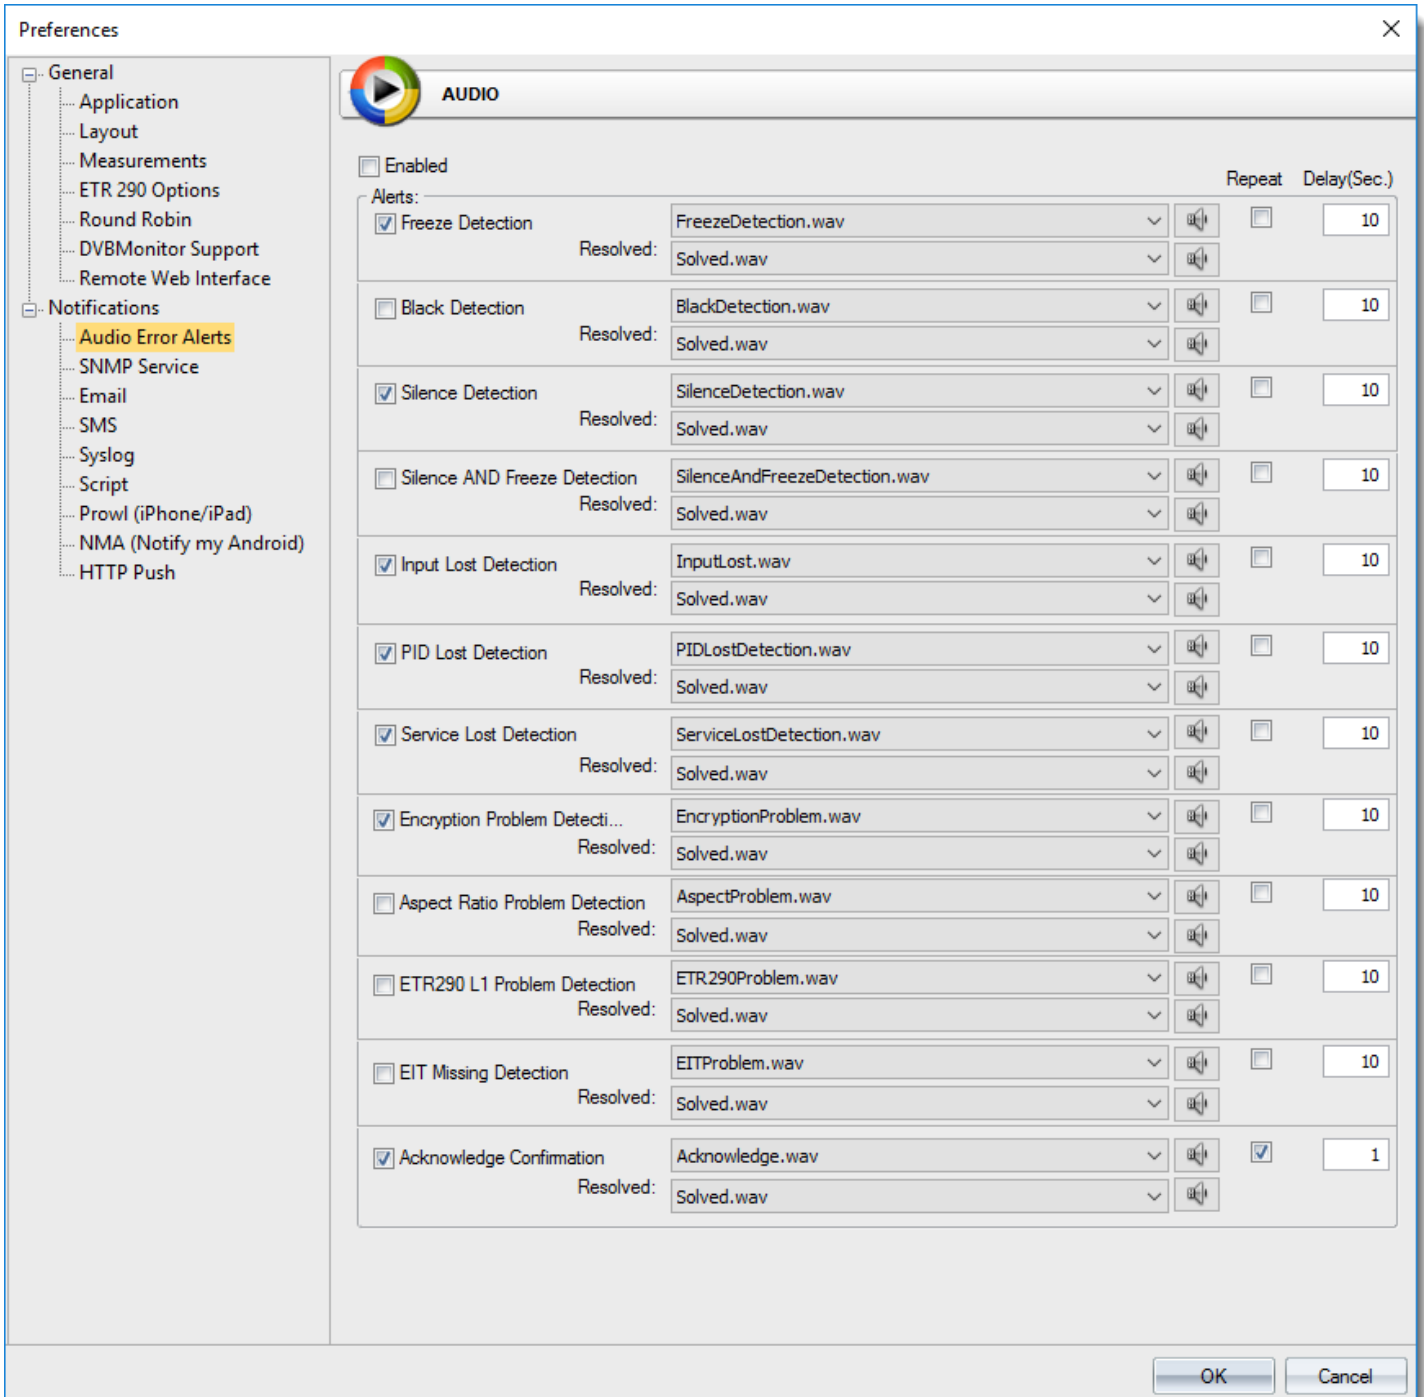 Preferences
General
Application
Layout
Measurements
ETR 290 Options
Round Robin
DVBMonitor Support
Remote Web Interface
Notifications
Audio Error Alerts
SNMP Service
Email
SMS
Syslog
Script
Prowl (iPhone/iPad)
NMA (Notify my Android)
HTTP Push
AUDIO
Enabled
Repeat Delay(Sec.)
Alerts:
Freeze Detection FreezeDetection.wav 10
Resolved: Solved.wav
Black Detection BlackDetection.wav 10
Resolved: Solved.wav
Silence Detection SilenceDetection.wav 10
Resolved: Solved.wav
Silence AND Freeze Detection SilenceAndFreezeDetection.wav 10
Resolved: Solved.wav
Input Lost Detection InputLost.wav 10
Resolved: Solved.wav
PID Lost Detection PIDLostDetection.wav 10
Resolved: Solved.wav
Service Lost Detection ServiceLostDetection.wav 10
Resolved: Solved.wav
Encryption Problem Detecti... EncryptionProblem.wav 10
Resolved: Solved.wav
Aspect Ratio Problem Detection AspectProblem.wav 10
Resolved: Solved.wav
ETR290 L1 Problem Detection ETR290Problem.wav 10
Resolved: Solved.wav
EIT Missing Detection EITProblem.wav 10
Resolved: Solved.wav
Acknowledge Confirmation Acknowledge.wav 1
Resolved: Solved.wav
OK Cancel